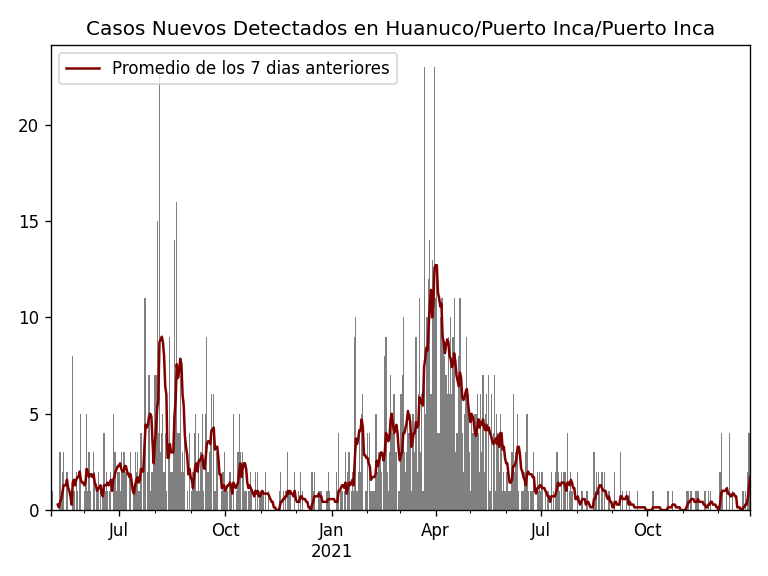 Casos Nuevos Detectados en Huanuco/Puerto Inca/Puerto Inca
Promedio de los 7 dias anteriores
20
15
10
5
0
Jul Oct Jan Apr Jul Oct
2021